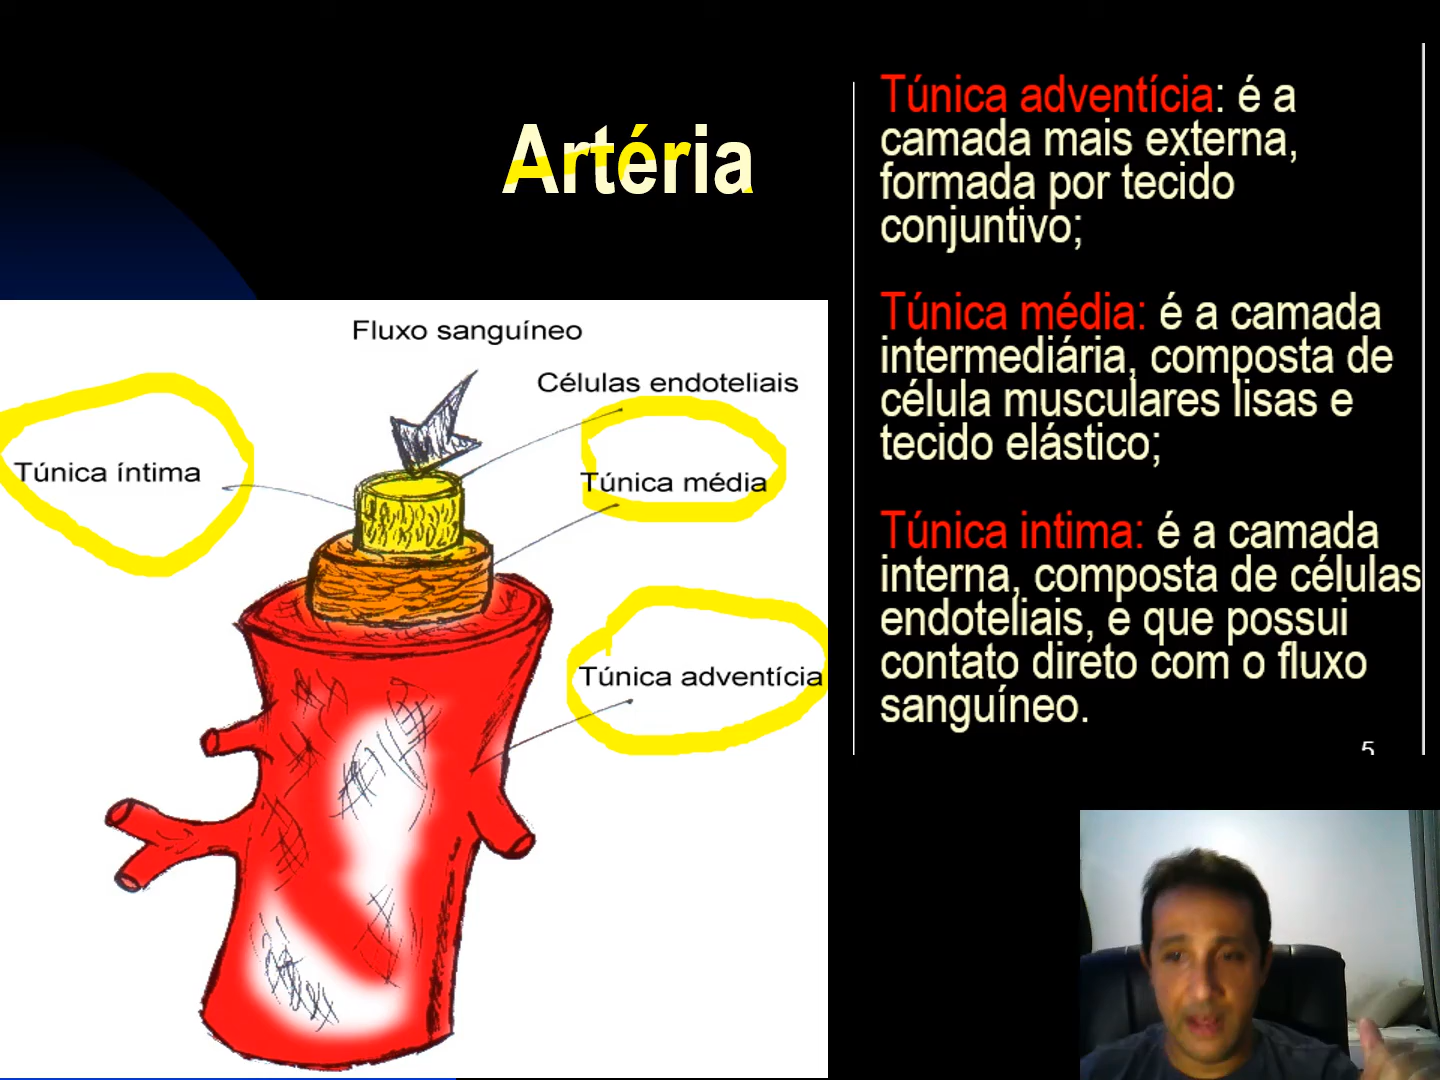 Artéria
Fluxo sanguíneo
Células endoteliais
Túnica íntima
Túnica média
Túnica adventícia
Túnica adventícia: é a
camada mais externa,
formada por tecido
conjuntivo;
Túnica média: é a camada
intermediária, composta de
célula musculares lisas e
tecido elástico;
Túnica intima: é a camada
interna, composta de células
endoteliais, e que possui
contato direto com o fluxo
sanguíneo.
5